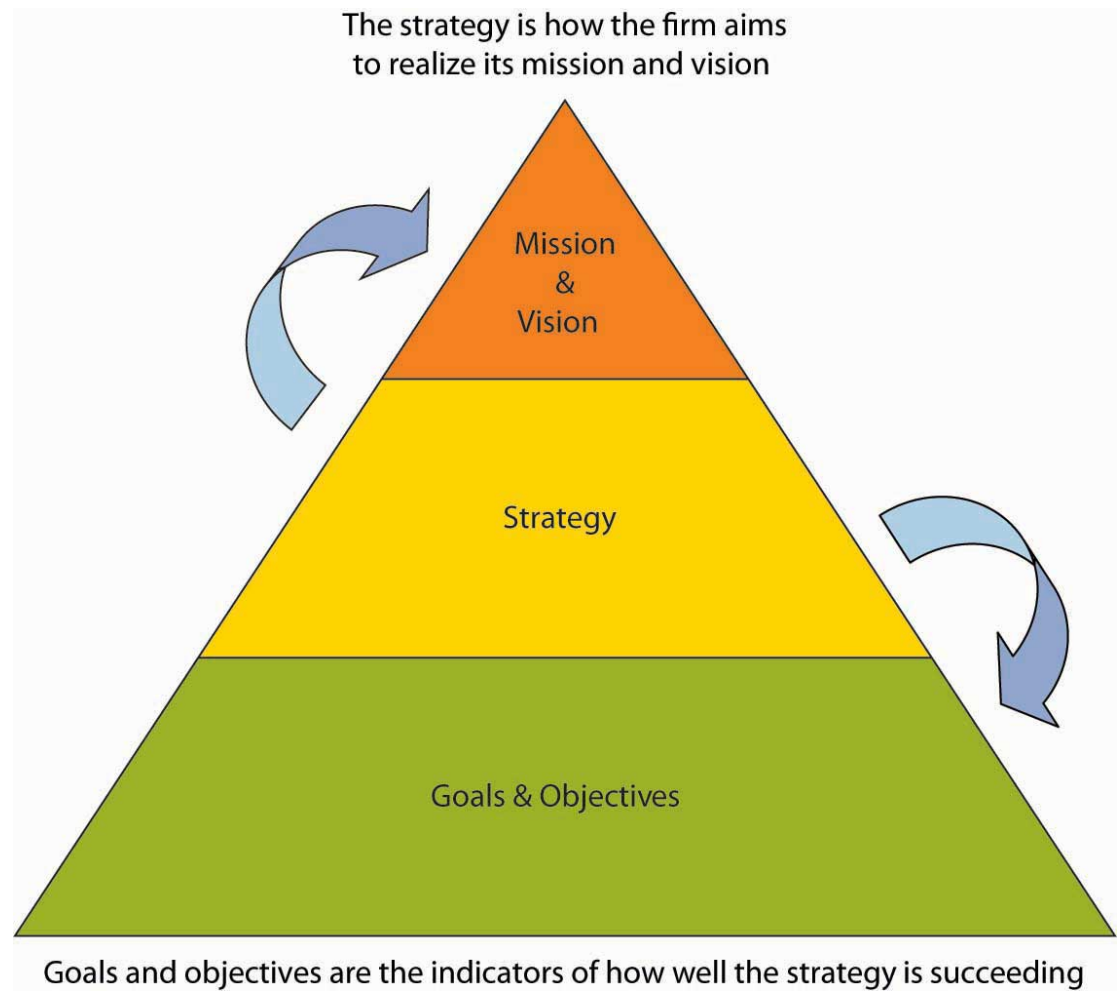 The strategy is how the firm aims
to realize its mission and vision
Mission
&
Vision
Strategy
Goals & Objectives
Goals and objectives are the indicators of how well the strategy is succeeding